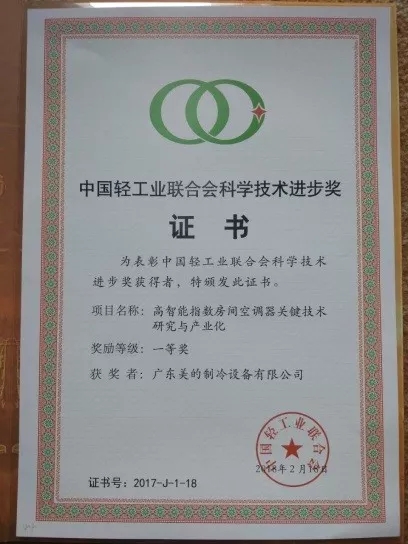 中国轻工业联合会科学技术进步奖
证 书
为表彰中国轻工业联合会科学技术
进步奖获得者，特颁发此证书。
项目名称：高智能指数房间空调器关键技术
研究与产业化
奖励等级：一等奖
获 奖 者：广东美的制冷设备有限公司
中国轻工业联合会
2018年2月18日
证书号：2017-J-1-18